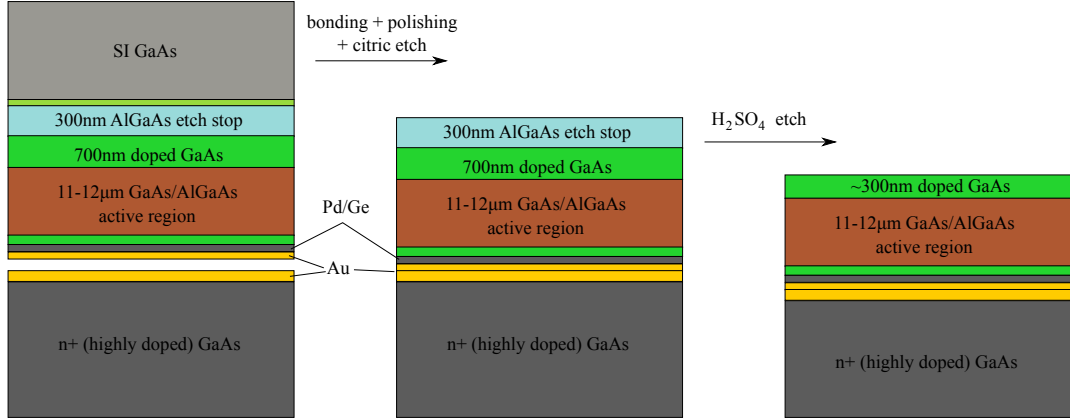 SI GaAs
300nm AlGaAs etch stop
700nm doped GaAs
11-12μm GaAs/AlGaAs
active region
n+ (highly doped) GaAs
bonding + polishing
+ citric etch
Pd/Ge
Au
300nm AlGaAs etch stop
700nm doped GaAs
11-12μm GaAs/AlGaAs
active region
n+ (highly doped) GaAs
H₂SO₄ etch
~300nm doped GaAs
11-12μm GaAs/AlGaAs
active region
n+ (highly doped) GaAs